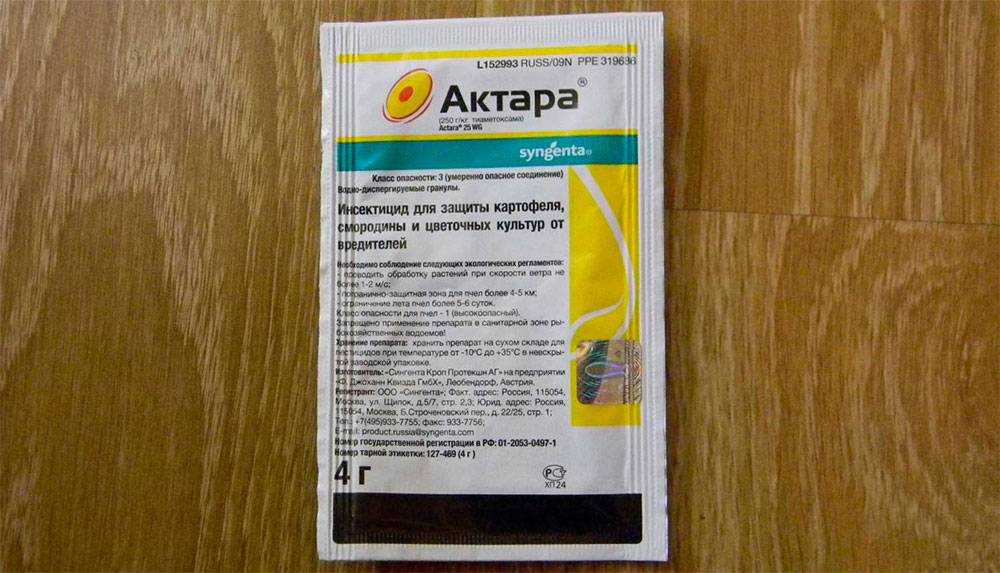 L152993 RUSS/09N PPE 319636
Актара®
(250 г/кг тиаметоксама)
Actara® 25 WG
syngenta
Класс опасности: 3 (умеренно опасное соединение)
Водно-диспергируемые гранулы.
Инсектицид для защиты картофеля,
смородины и цветочных культур от
вредителей
Необходимо соблюдение следующих экологических регламентов:
- проводить обработку растений при скорости ветра не
более 1-2 м/с;
- погранично-защитная зона для пчел более 4-5 км;
- ограничение лета пчел более 5-6 суток.
Класс опасности для пчел - 1 (высокоопасный).
Запрещено применение препарата в санитарной зоне ры-
бохозяйственных водоемов!
Хранение препарата: хранить препарат на сухом складе для
пестицидов при температуре от -10°С до +35°С в невскры-
той заводской упаковке.
Изготовитель: «Сингента Кроп Протекшн АГ» на предприятии
«Ф. Джоханн Квизда ГмбХ», Леобендорф, Австрия.
Регистрант: ООО «Сингента»; Факт. адрес: Россия, 115054,
Москва, ул. Щипок, д.5/7, стр. 2,3; Юрид. адрес: Россия,
115054, Москва, Б.Строченовский пер., д. 22/25, стр. 1;
Тел.: +7(495)933-7755; факс: 933-7756;
E-mail: product.russia@syngenta.com
Номер государственной регистрации в РФ: 01-2053-0497-1
Номер тарной этикетки: 127-469 (4 г)
4 г
ХП24